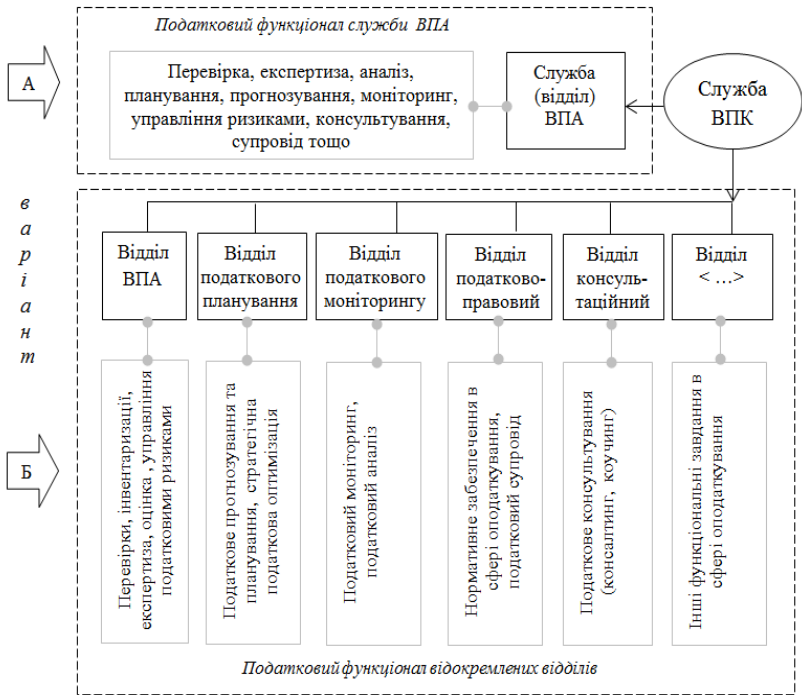 Податковий функціонал служби ВПА
А
Перевірка, експертиза, аналіз,
планування, прогнозування, моніторинг,
управління ризиками, консультування,
супровід тощо
Служба
(відділ)
ВПА
Служба
ВПК
варіант
Відділ
ВПА
Відділ
податкового
планування
Відділ
податкового
моніторингу
Відділ
податково-
правовий
Відділ
консуль-
таційний
Відділ
< ...>
Б
Перевірки, інвентаризації,
експертиза, оцінка , управління
податковими ризиками
Податкове прогнозування та
планування, стратегічна
податкова оптимізація
Податковий моніторинг,
податковий аналіз
Нормативне забезпечення в
сфері оподаткування,
податковий супровід
Податкове консультування
(консалтинг, коучинг)
Інші функціональні завдання в
сфері оподаткування
Податковий функціонал відокремлених відділів